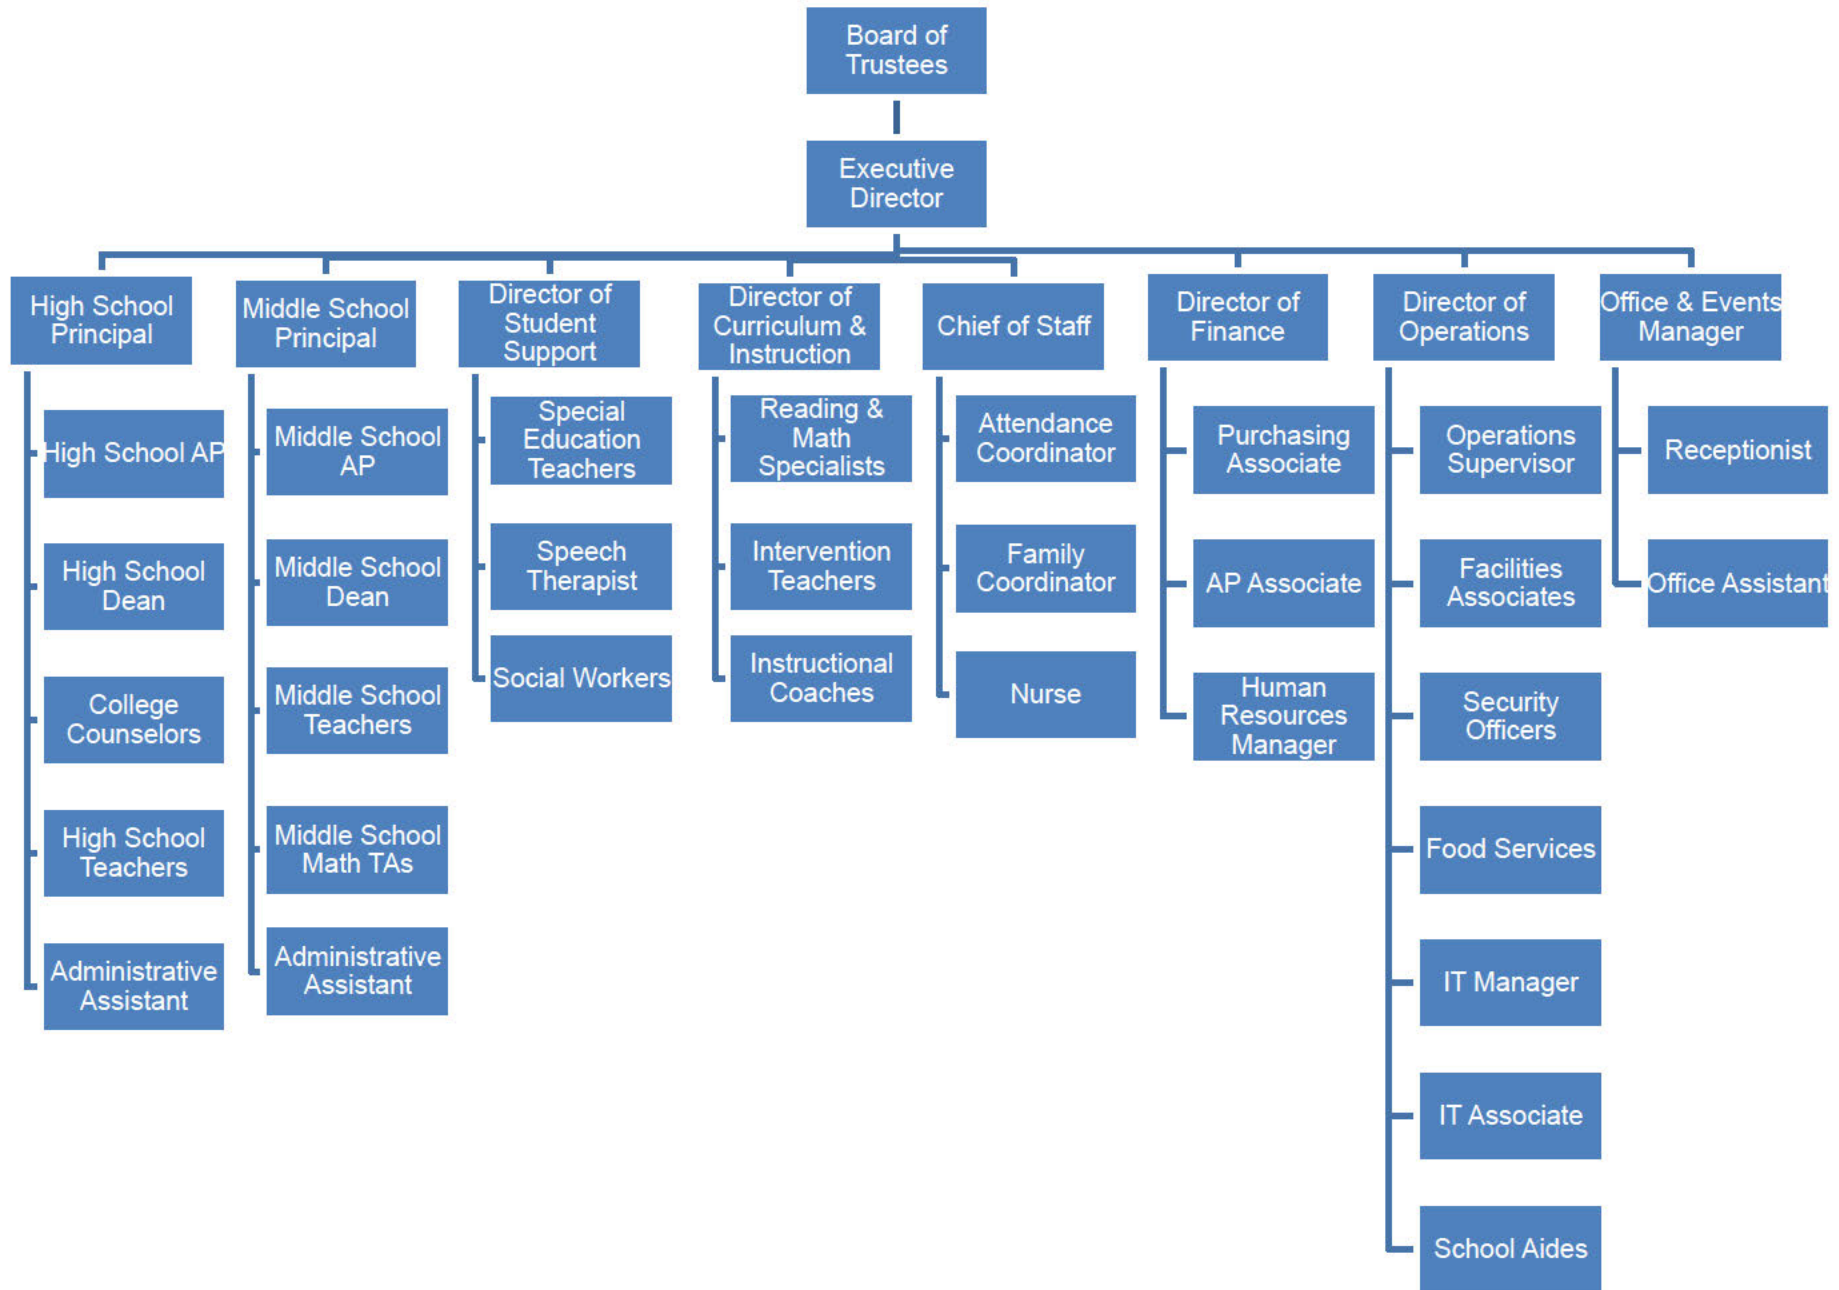 Board of
Trustees
Executive
Director
High School
Principal
Middle School
Principal
Director of
Student
Support
Director of
Curriculum &
Instruction
Chief of Staff
Director of
Finance
Director of
Operations
Office & Events
Manager
High School AP
High School
Dean
College
Counselors
High School
Teachers
Administrative
Assistant
Middle School
AP
Middle School
Dean
Middle School
Teachers
Middle School
Math TAs
Administrative
Assistant
Special
Education
Teachers
Speech
Therapist
Social Workers
Reading &
Math
Specialists
Intervention
Teachers
Instructional
Coaches
Attendance
Coordinator
Family
Coordinator
Nurse
Purchasing
Associate
AP Associate
Human
Resources
Manager
Operations
Supervisor
Facilities
Associates
Security
Officers
Food Services
IT Manager
IT Associate
School Aides
Receptionist
Office Assistant